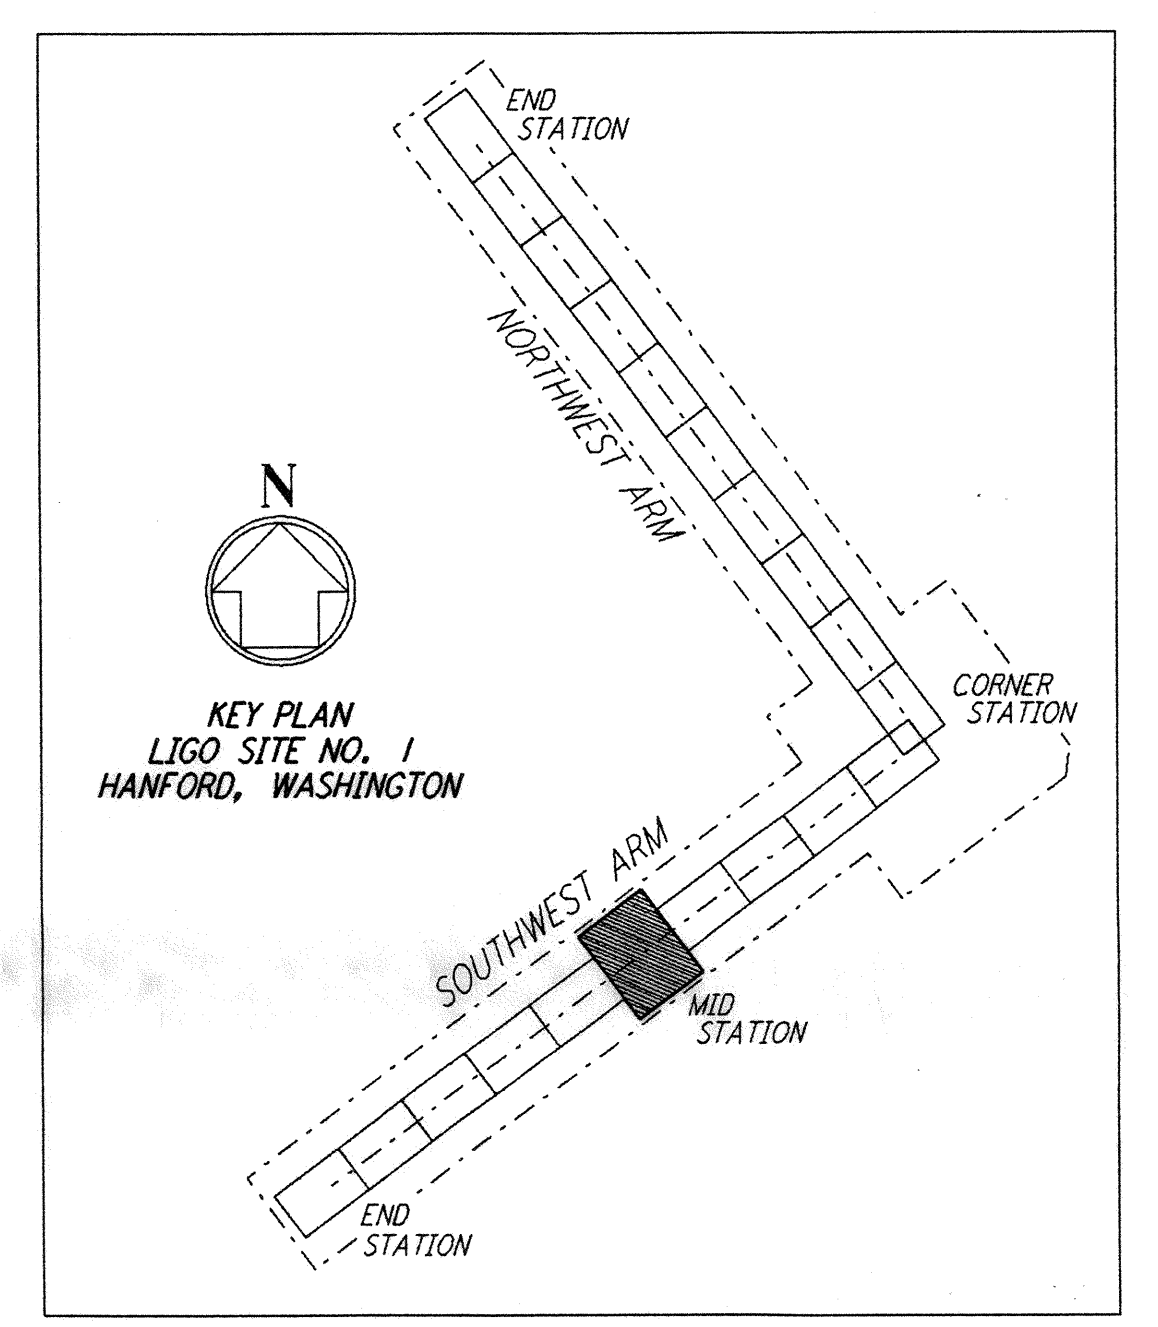 END
STATION
NORTHWEST ARM
N
CORNER
STATION
KEY PLAN
LIGO SITE NO. 1
HANFORD, WASHINGTON
SOUTHWEST ARM
MID
STATION
END
STATION